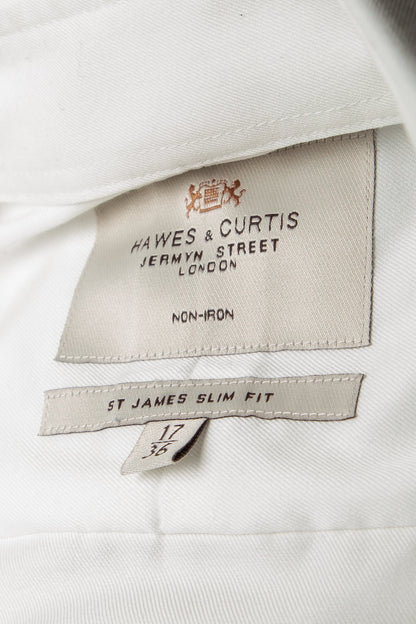 HAWES & CURTIS
JERMYN STREET
LONDON
NON-IRON
ST JAMES SLIM FIT
17
36